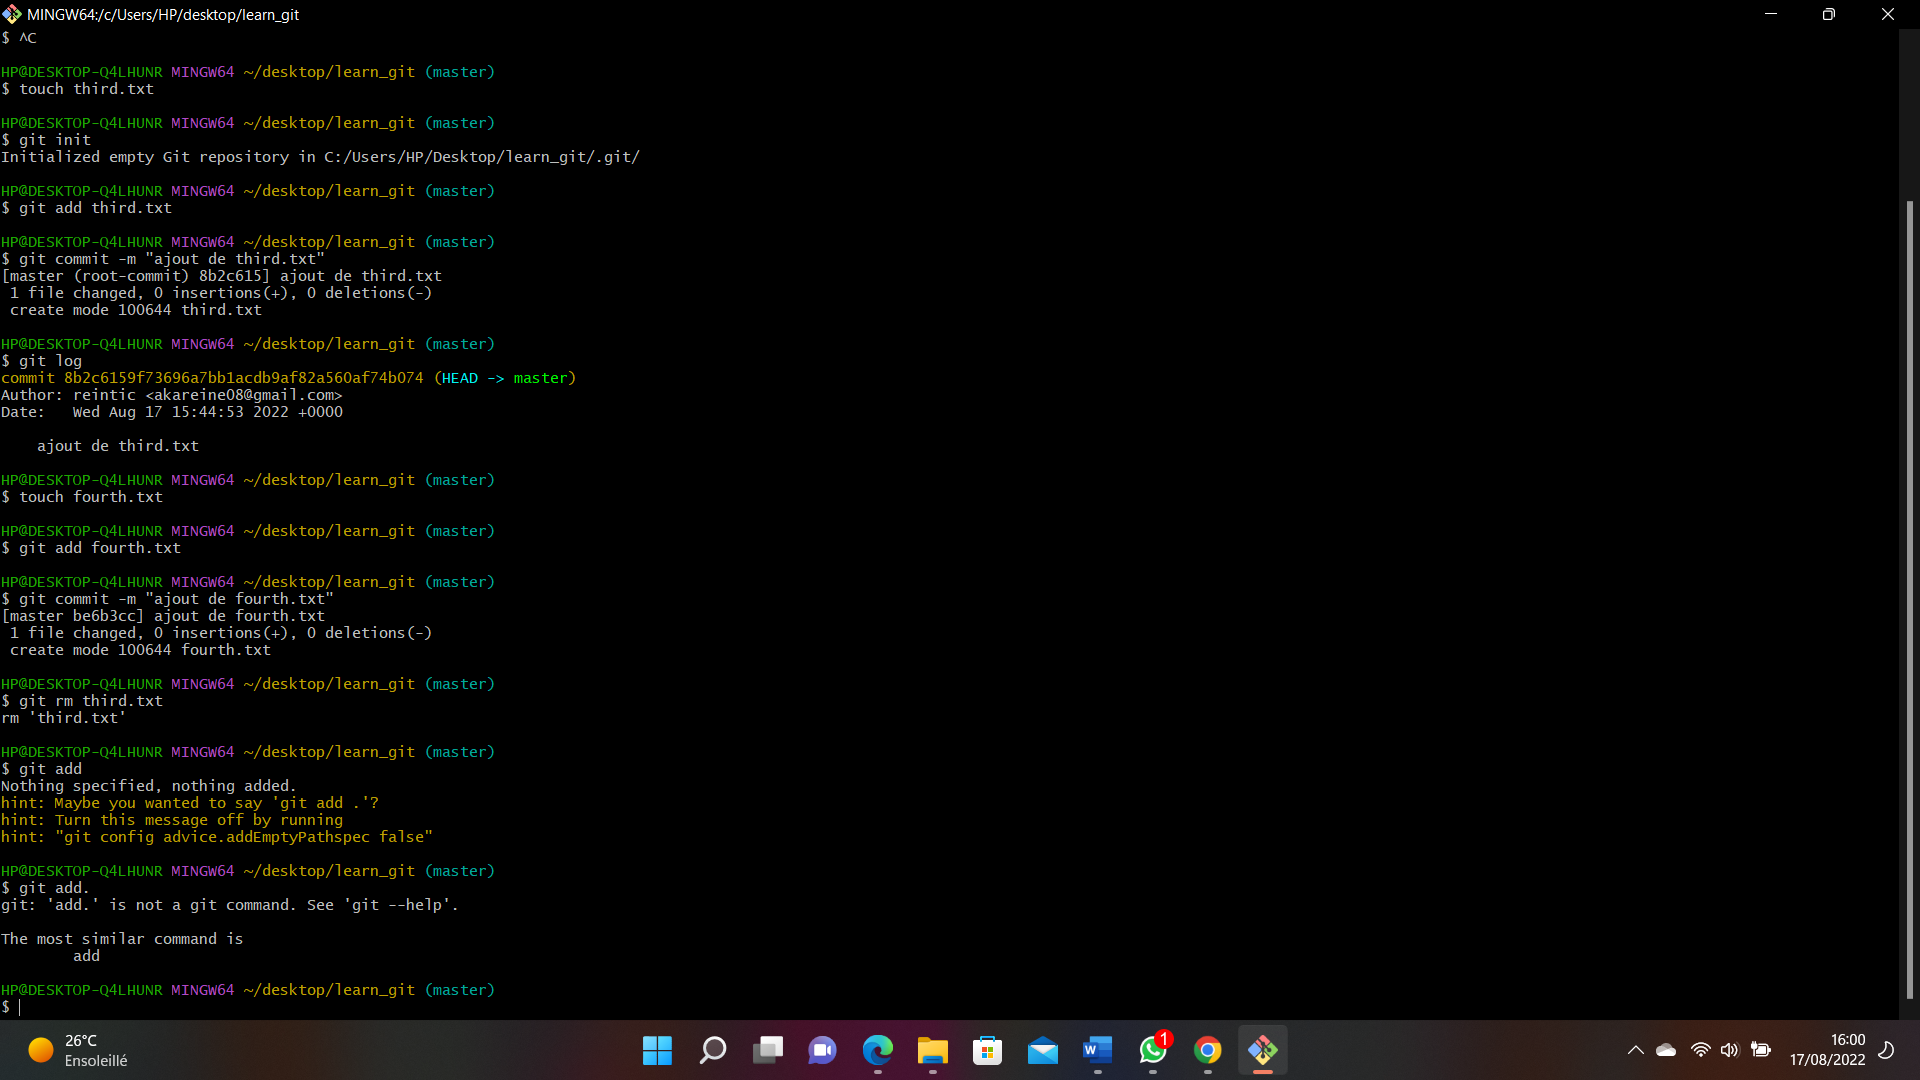 MINGW64:/c/Users/HP/desktop/learn_git
$ ^C
HP@DESKTOP-Q4LHUNR MINGW64 ~/desktop/learn_git (master)
$ touch third.txt
HP@DESKTOP-Q4LHUNR MINGW64 ~/desktop/learn_git (master)
$ git init
Initialized empty Git repository in C:/Users/HP/Desktop/learn_git/.git/
HP@DESKTOP-Q4LHUNR MINGW64 ~/desktop/learn_git (master)
$ git add third.txt
HP@DESKTOP-Q4LHUNR MINGW64 ~/desktop/learn_git (master)
$ git commit -m "ajout de third.txt"
[master (root-commit) 8b2c615] ajout de third.txt
 1 file changed, 0 insertions(+), 0 deletions(-)
 create mode 100644 third.txt
HP@DESKTOP-Q4LHUNR MINGW64 ~/desktop/learn_git (master)
$ git log
commit 8b2c6159f73696a7bb1acdb9af82a560af74b074 (HEAD -> master)
Author: reintic <akareine08@gmail.com>
Date:   Wed Aug 17 15:44:53 2022 +0000
    ajout de third.txt
HP@DESKTOP-Q4LHUNR MINGW64 ~/desktop/learn_git (master)
$ touch fourth.txt
HP@DESKTOP-Q4LHUNR MINGW64 ~/desktop/learn_git (master)
$ git add fourth.txt
HP@DESKTOP-Q4LHUNR MINGW64 ~/desktop/learn_git (master)
$ git commit -m "ajout de fourth.txt"
[master be6b3cc] ajout de fourth.txt
 1 file changed, 0 insertions(+), 0 deletions(-)
 create mode 100644 fourth.txt
HP@DESKTOP-Q4LHUNR MINGW64 ~/desktop/learn_git (master)
$ git rm third.txt
rm 'third.txt'
HP@DESKTOP-Q4LHUNR MINGW64 ~/desktop/learn_git (master)
$ git add
Nothing specified, nothing added.
hint: Maybe you wanted to say 'git add .'?
hint: Turn this message off by running
hint: "git config advice.addEmptyPathspec false"
HP@DESKTOP-Q4LHUNR MINGW64 ~/desktop/learn_git (master)
$ git add.
git: 'add.' is not a git command. See 'git --help'.
The most similar command is
        add
HP@DESKTOP-Q4LHUNR MINGW64 ~/desktop/learn_git (master)
$
26°C
Ensoleillé
W
1
16:00
17/08/2022